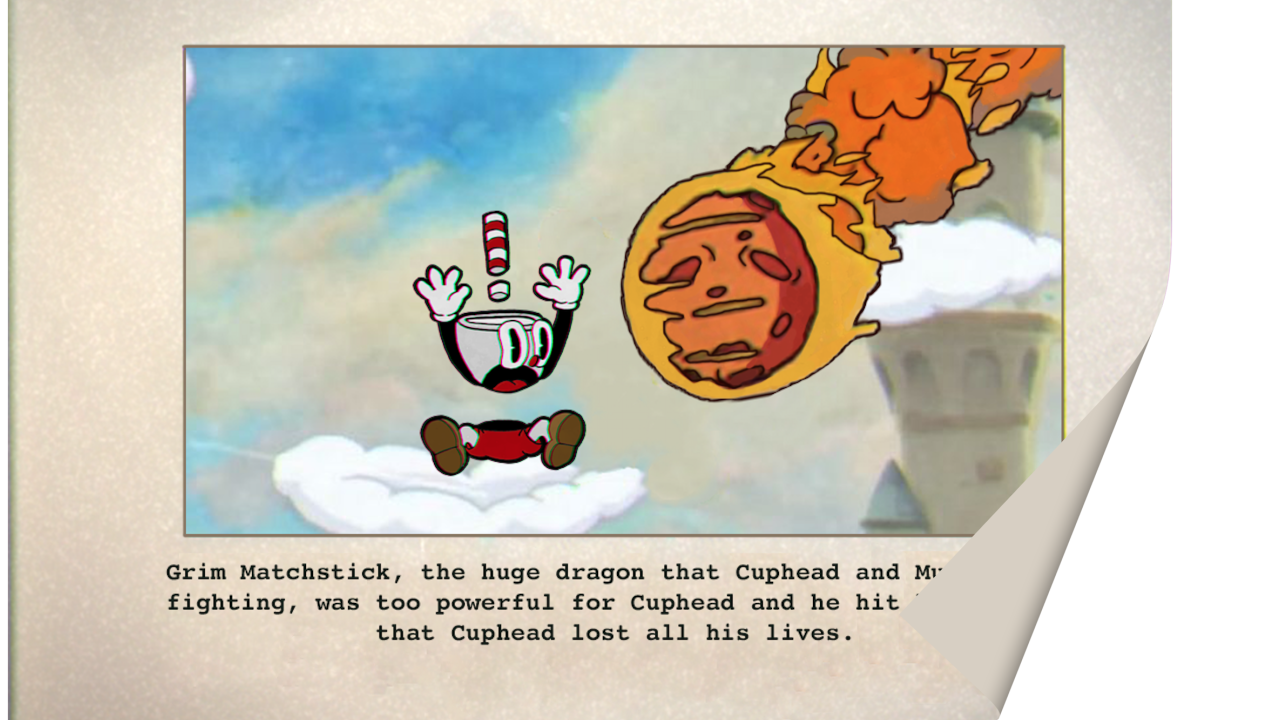 Grim Matchstick, the huge dragon that Cuphead and
fighting, was too powerful for Cuphead and he hit
that Cuphead lost all his lives.